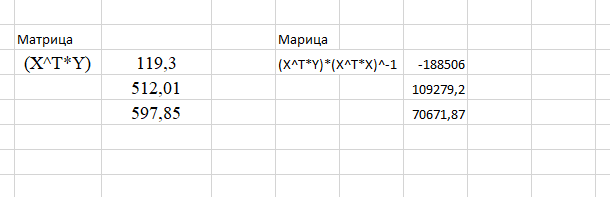 Матрица Марица
(X^T*Y) 119,3 (X^T*Y)*(X^T*X)^-1 -188506
512,01 109279,2
597,85 70671,87